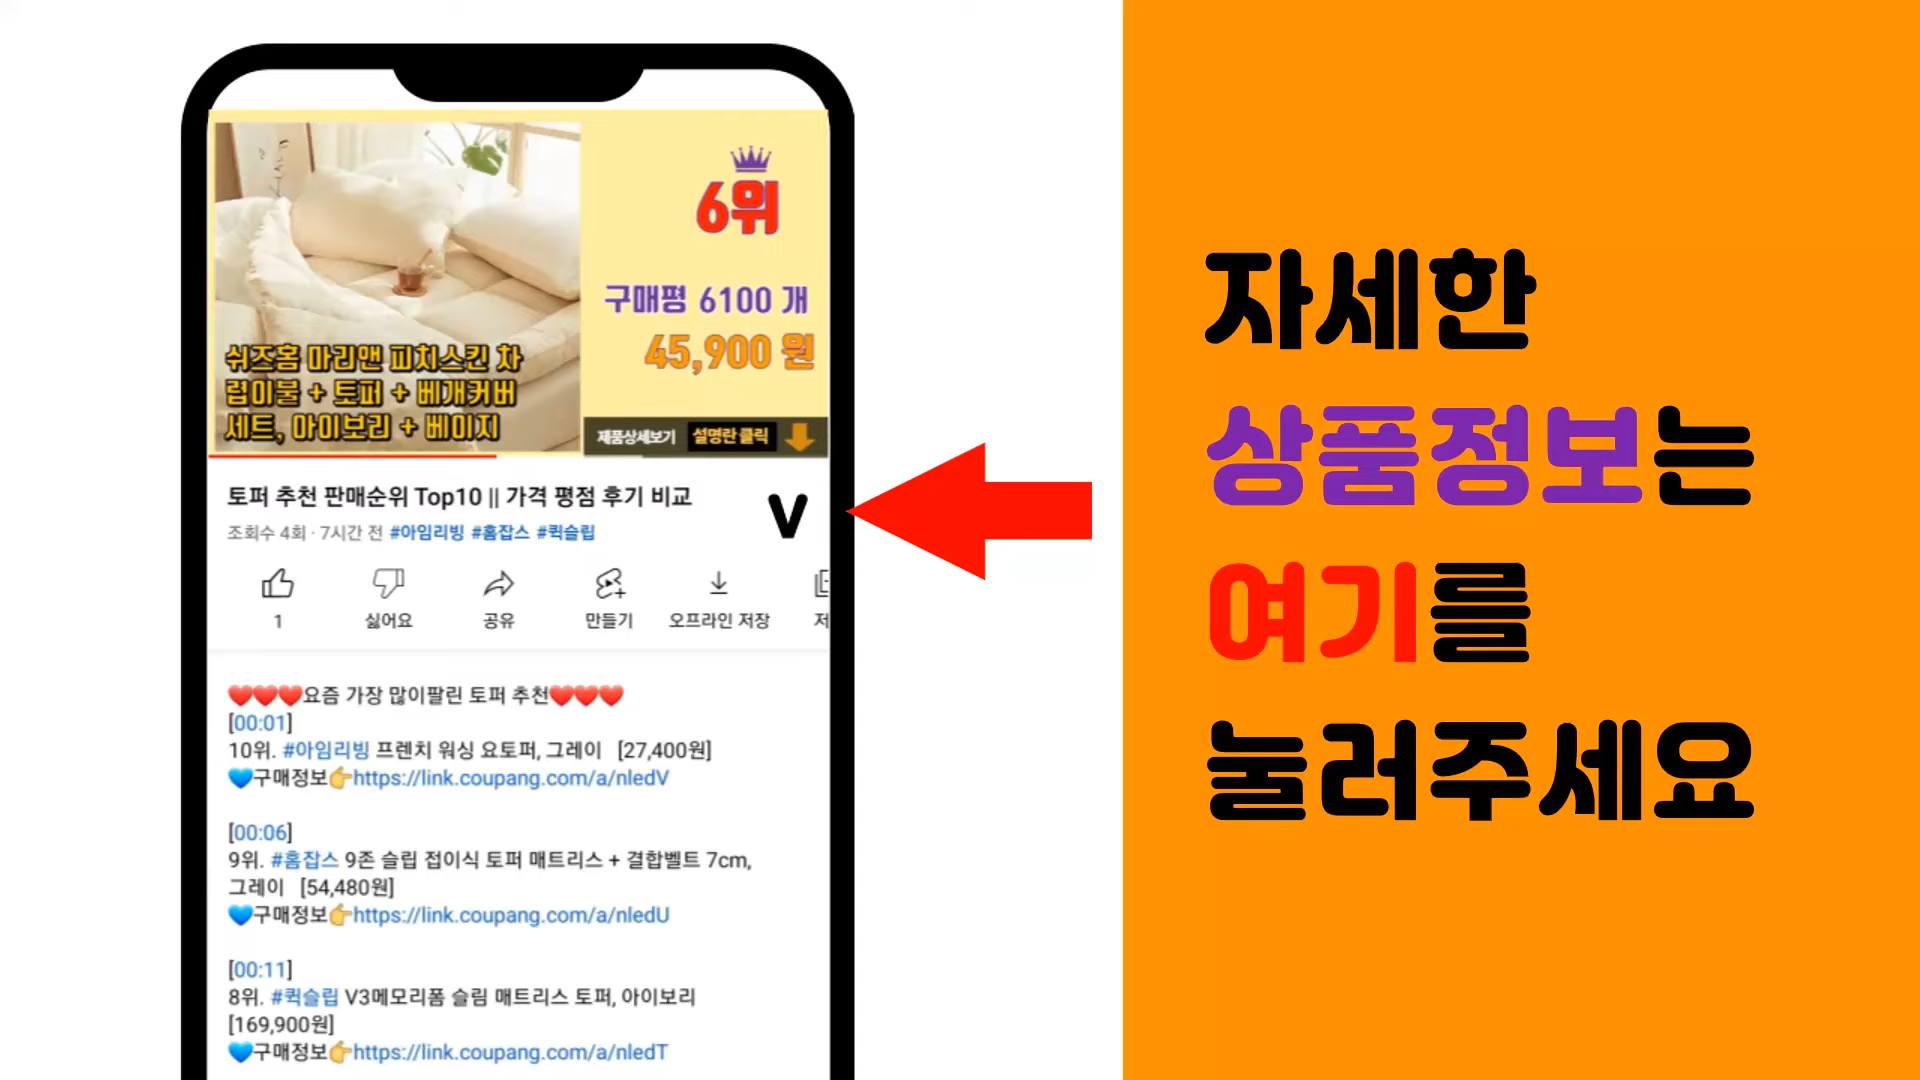 6위
구매평 6100 개
45,900 원
쉬즈홈 마리앤 피치스킨 차
렵이불 + 토퍼 + 베개커버
세트, 아이보리 + 베이지
제품상세보기 설명란 클릭
토퍼 추천 판매순위 Top10 || 가격 평점 후기 비교
V
조회수 4회 · 7시간 전 #아임리빙 #홈잡스 #퀵슬립
1 싫어요 공유 만들기 오프라인 저장 저
❤️❤️❤️요즘 가장 많이팔린 토퍼 추천❤️❤️❤️
[00:01]
10위. #아임리빙 프렌치 워싱 요토퍼, 그레이 [27,400원]
💙구매정보👉https://link.coupang.com/a/nledV
[00:06]
9위. #홈잡스 9존 슬립 접이식 토퍼 매트리스 + 결합벨트 7cm,
그레이 [54,480원]
💙구매정보👉https://link.coupang.com/a/nledU
[00:11]
8위. #퀵슬립 V3메모리폼 슬림 매트리스 토퍼, 아이보리
[169,900원]
💙구매정보👉https://link.coupang.com/a/nledT
자세한
상품정보는
여기를
눌러주세요